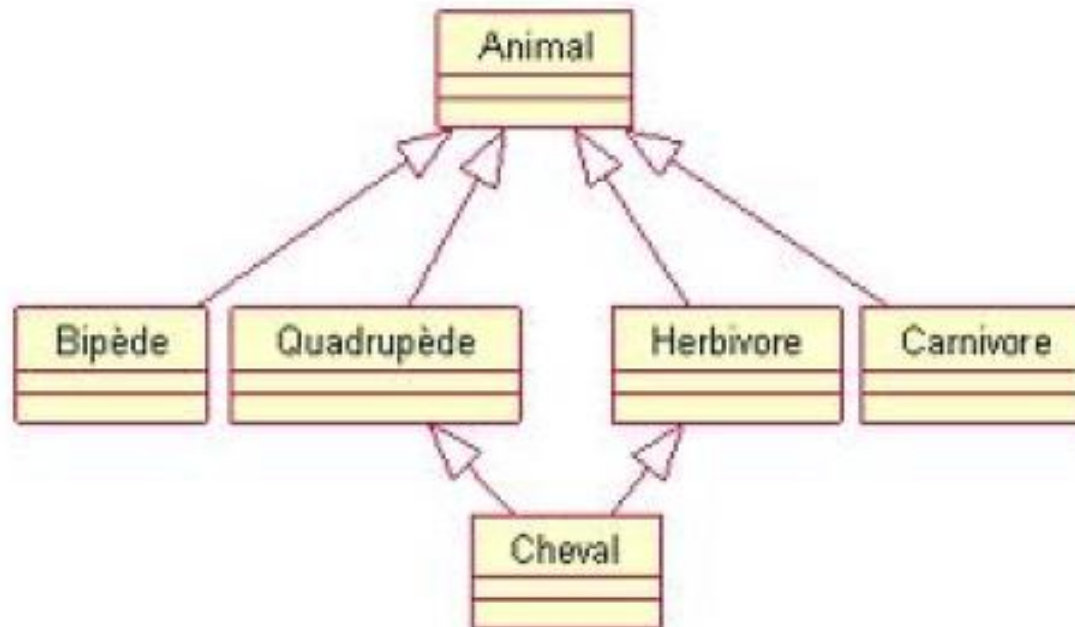 Animal
Bipède
Quadrupède
Herbivore
Carnivore
Cheval